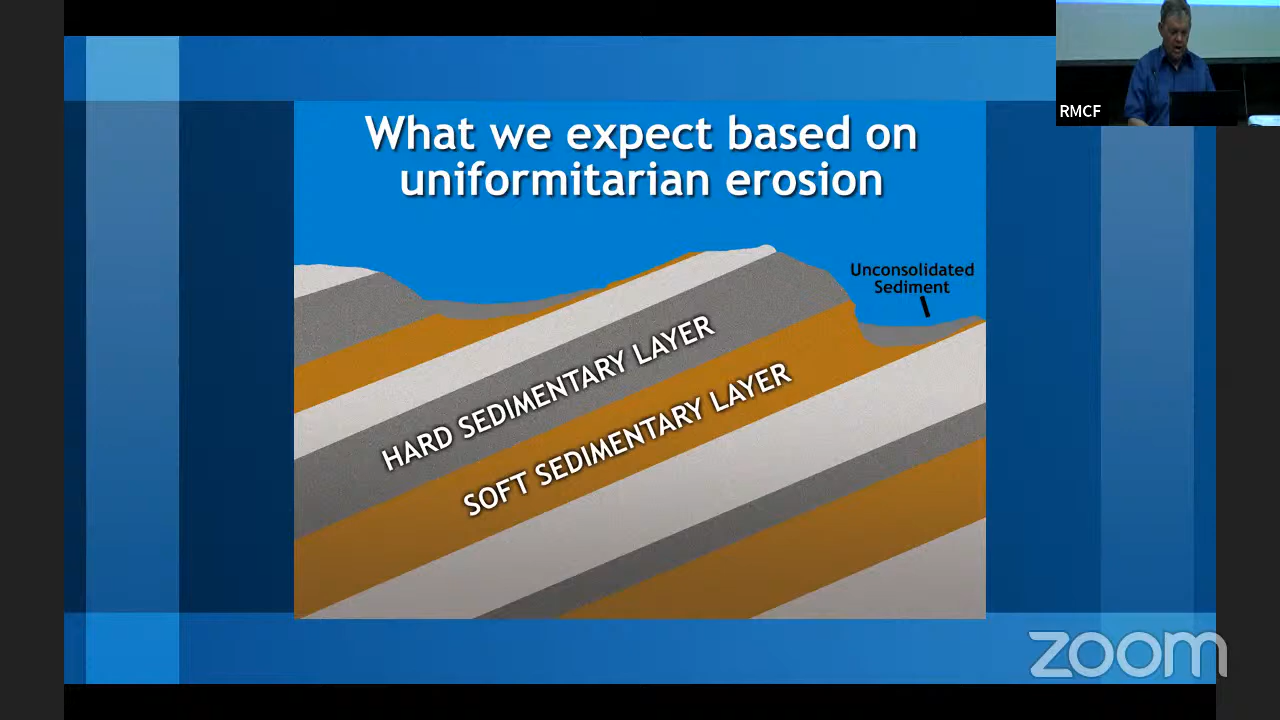 What we expect based on
uniformitarian erosion
RMCF
Unconsolidated
Sediment
HARD SEDIMENTARY LAYER
SOFT SEDIMENTARY LAYER
zoom